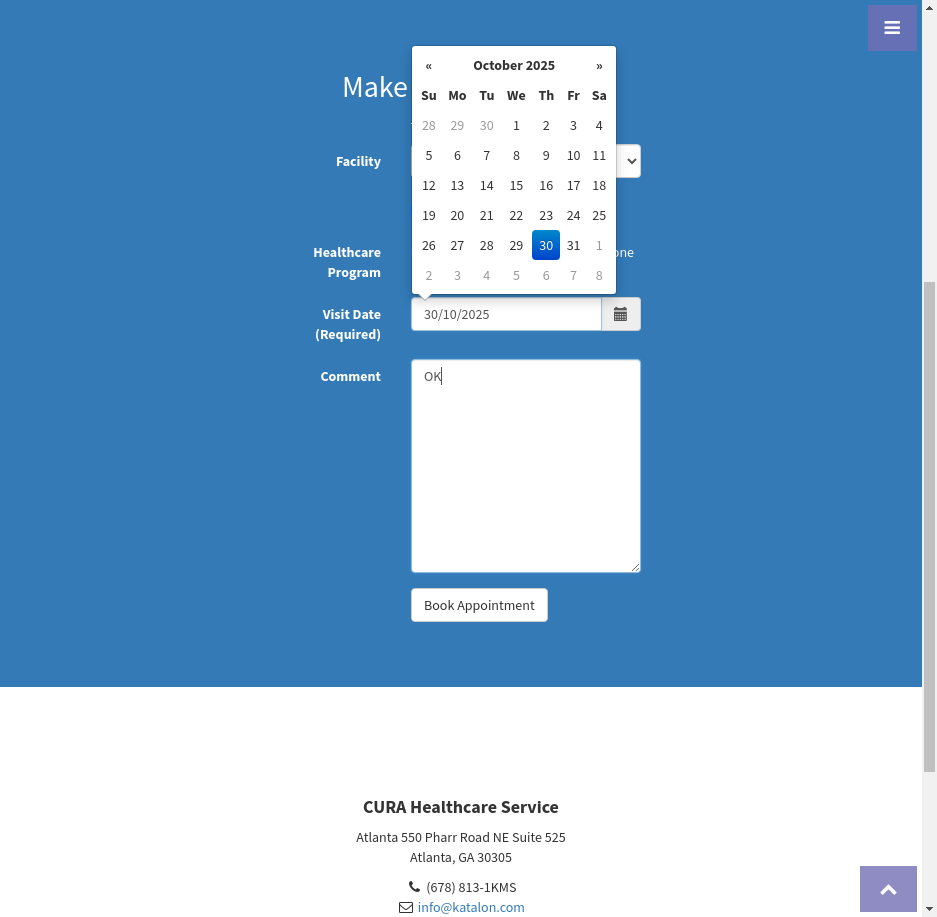 Make
« October 2025 »
Su Mo Tu We Th Fr Sa
28 29 30 1 2 3 4
5 6 7 8 9 10 11
12 13 14 15 16 17 18
19 20 21 22 23 24 25
26 27 28 29 30 31 1
2 3 4 5 6 7 8
Facility
Healthcare
Program
Visit Date
(Required)
30/10/2025
Comment
OK
Book Appointment
CURA Healthcare Service
Atlanta 550 Pharr Road NE Suite 525
Atlanta, GA 30305
(678) 813-1KMS
info@katalon.com